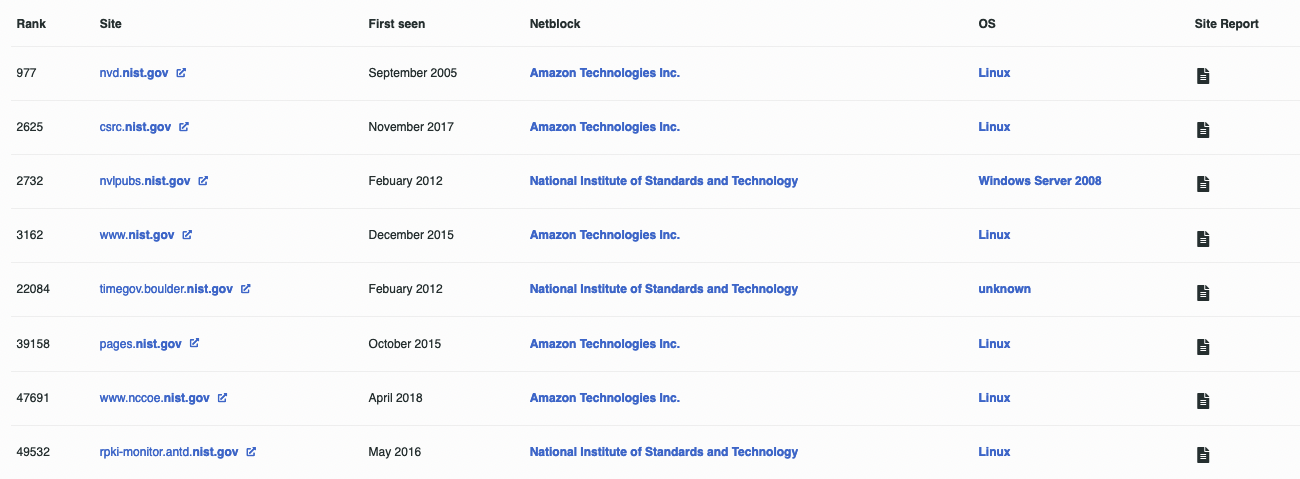 Rank Site First seen Netblock OS Site Report
977 nvd.nist.gov September 2005 Amazon Technologies Inc. Linux
2625 csrc.nist.gov November 2017 Amazon Technologies Inc. Linux
2732 nvlpubs.nist.gov Febuary 2012 National Institute of Standards and Technology Windows Server 2008
3162 www.nist.gov December 2015 Amazon Technologies Inc. Linux
22084 timegov.boulder.nist.gov Febuary 2012 National Institute of Standards and Technology unknown
39158 pages.nist.gov October 2015 Amazon Technologies Inc. Linux
47691 www.nccoe.nist.gov April 2018 Amazon Technologies Inc. Linux
49532 rpki-monitor.antd.nist.gov May 2016 National Institute of Standards and Technology Linux